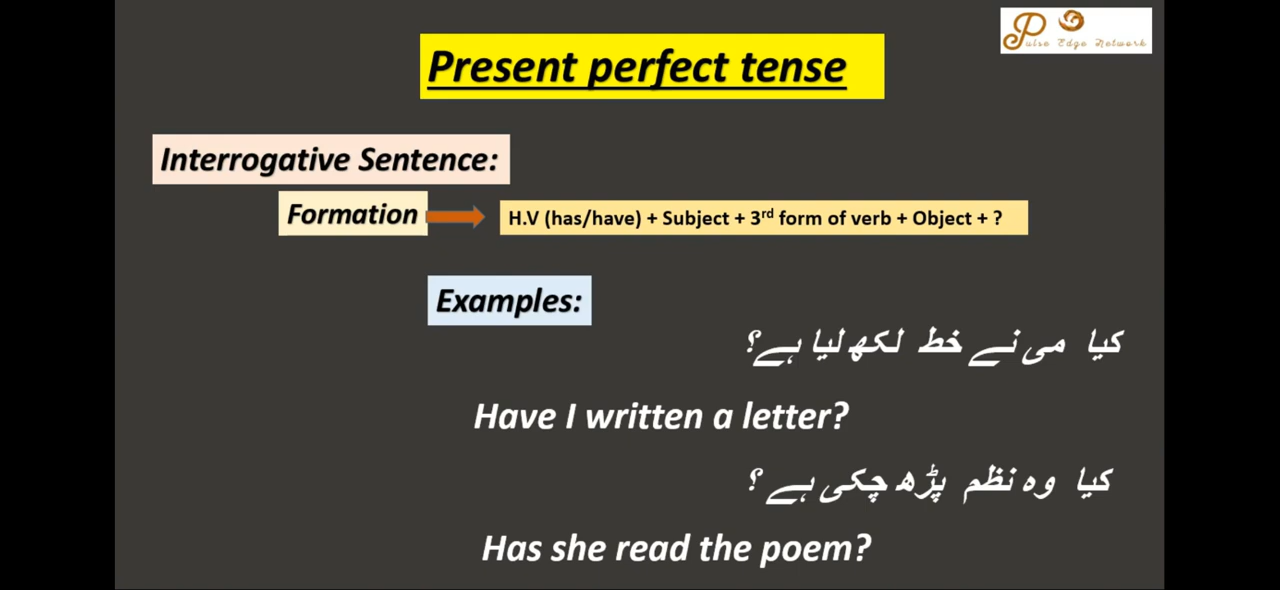 Pulse Edge Network
Present perfect tense
Interrogative Sentence:
Formation
H.V (has/have) + Subject + 3rd form of verb + Object + ?
Examples:
کیا می نے خط لکھ لیا ہے؟
Have I written a letter?
کیا وہ نظم پڑھ چکی ہے ؟
Has she read the poem?